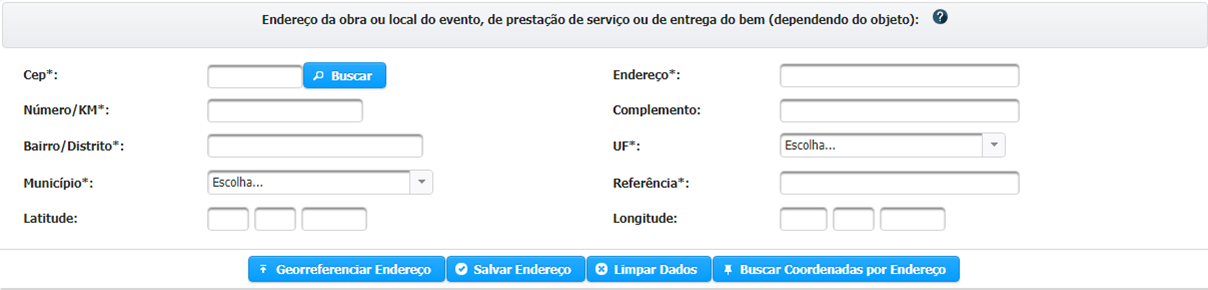 Endereço da obra ou local do evento, de prestação de serviço ou de entrega do bem (dependendo do objeto): ?
Cep*: Buscar Endereço*:
Número/KM*: Complemento:
Bairro/Distrito*: UF*: Escolha...
Município*: Escolha... Referência*:
Latitude: Longitude:
Georreferenciar Endereço Salvar Endereço Limpar Dados Buscar Coordenadas por Endereço